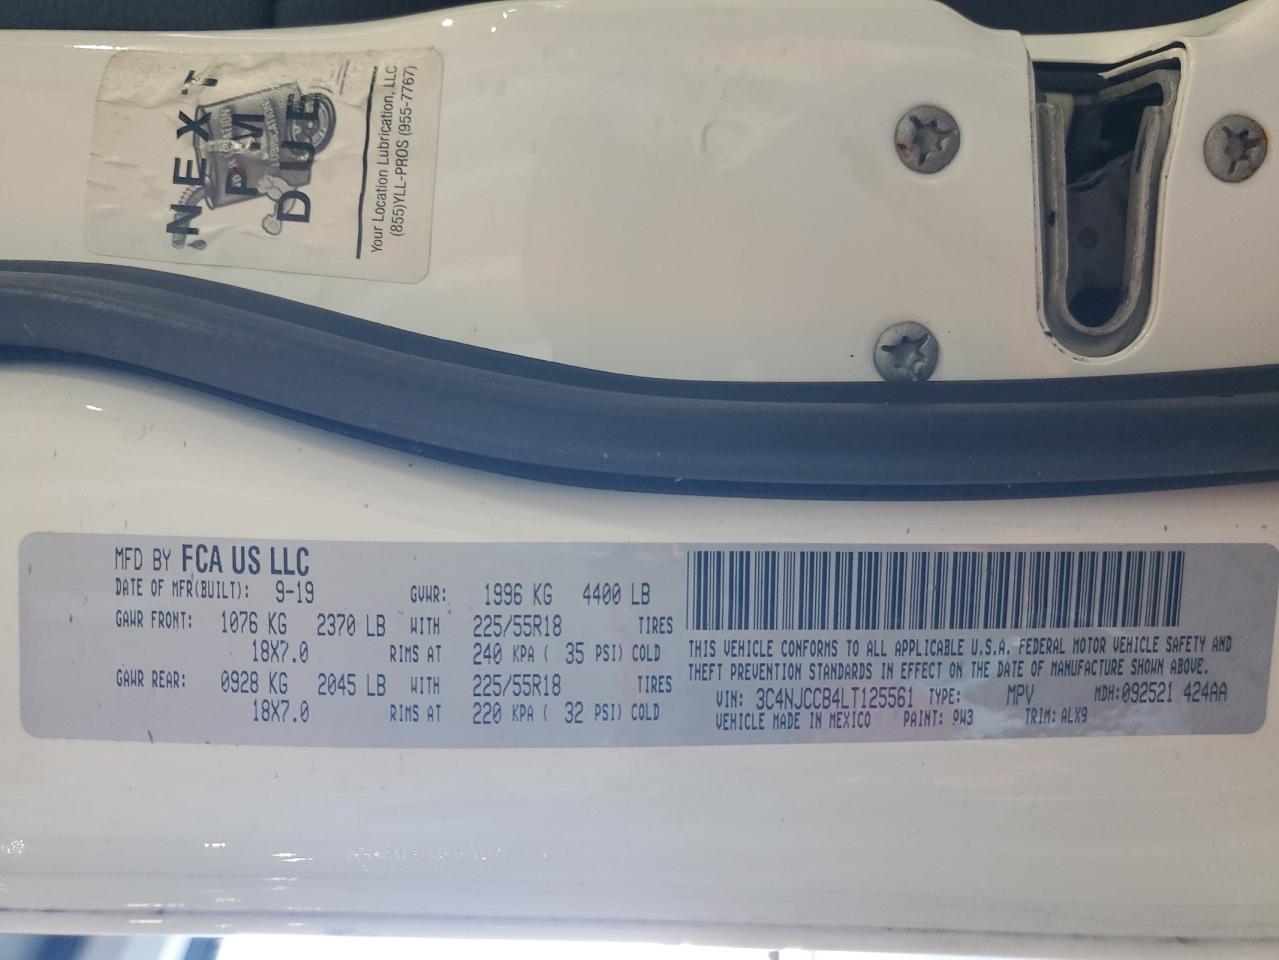 NEXT
PM
DUE
Your Location Lubrication, LLC
(855)YLL-PROS (955-7767)
MFD BY FCA US LLC
DATE OF MFR(BUILT): 9-19 GVWR: 1996 KG 4400 LB
GAWR FRONT: 1076 KG 2370 LB WITH 225/55R18 TIRES
18X7.0 RIMS AT 240 KPA ( 35 PSI) COLD
GAWR REAR: 0928 KG 2045 LB WITH 225/55R18 TIRES
18X7.0 RIMS AT 220 KPA ( 32 PSI) COLD
THIS VEHICLE CONFORMS TO ALL APPLICABLE U.S.A. FEDERAL MOTOR VEHICLE SAFETY AND
THEFT PREVENTION STANDARDS IN EFFECT ON THE DATE OF MANUFACTURE SHOWN ABOVE.
VIN: 3C4NJCCB4LT125561 TYPE: MPV MDH:092521 424AA
VEHICLE MADE IN MEXICO PAINT: PW3 TRIM: ALX9